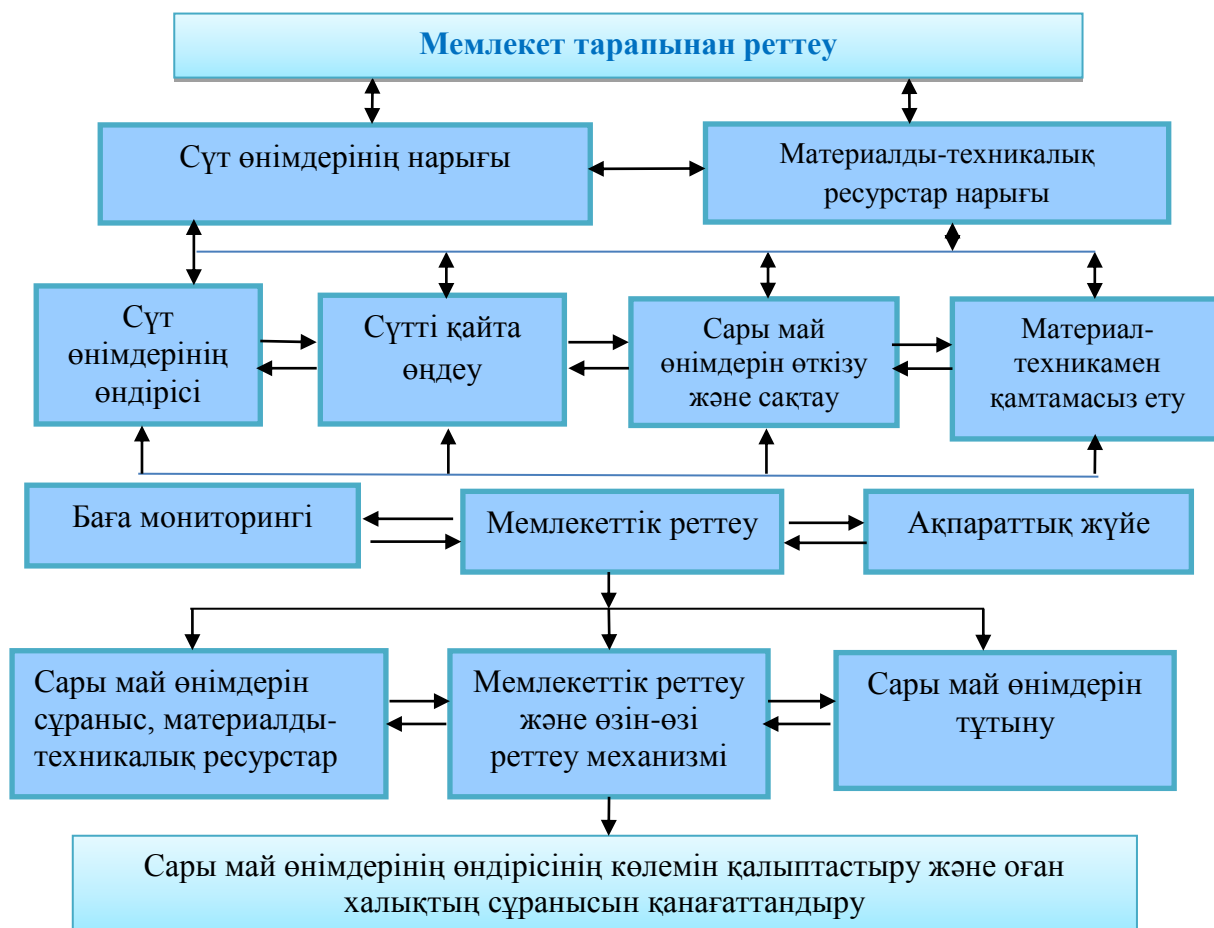 Мемлекет тарапынан реттеу
Сүт өнімдерінің нарығы
Материалды-техникалық
ресурстар нарығы
Сүт
өнімдерінің
өндірісі
Сүтті қайта
өңдеу
Сары май
өнімдерін өткізу
және сақтау
Материал-
техникамен
қамтамасыз ету
Баға мониторингі
Мемлекеттік реттеу
Ақпараттық жүйе
Сары май өнімдерін
сұраныс, материалды-
техникалық ресурстар
Мемлекеттік реттеу
және өзін-өзі
реттеу механизмі
Сары май өнімдерін
тұтыну
Сары май өнімдерінің өндірісінің көлемін қалыптастыру және оған
халықтың сұранысын қанағаттандыру